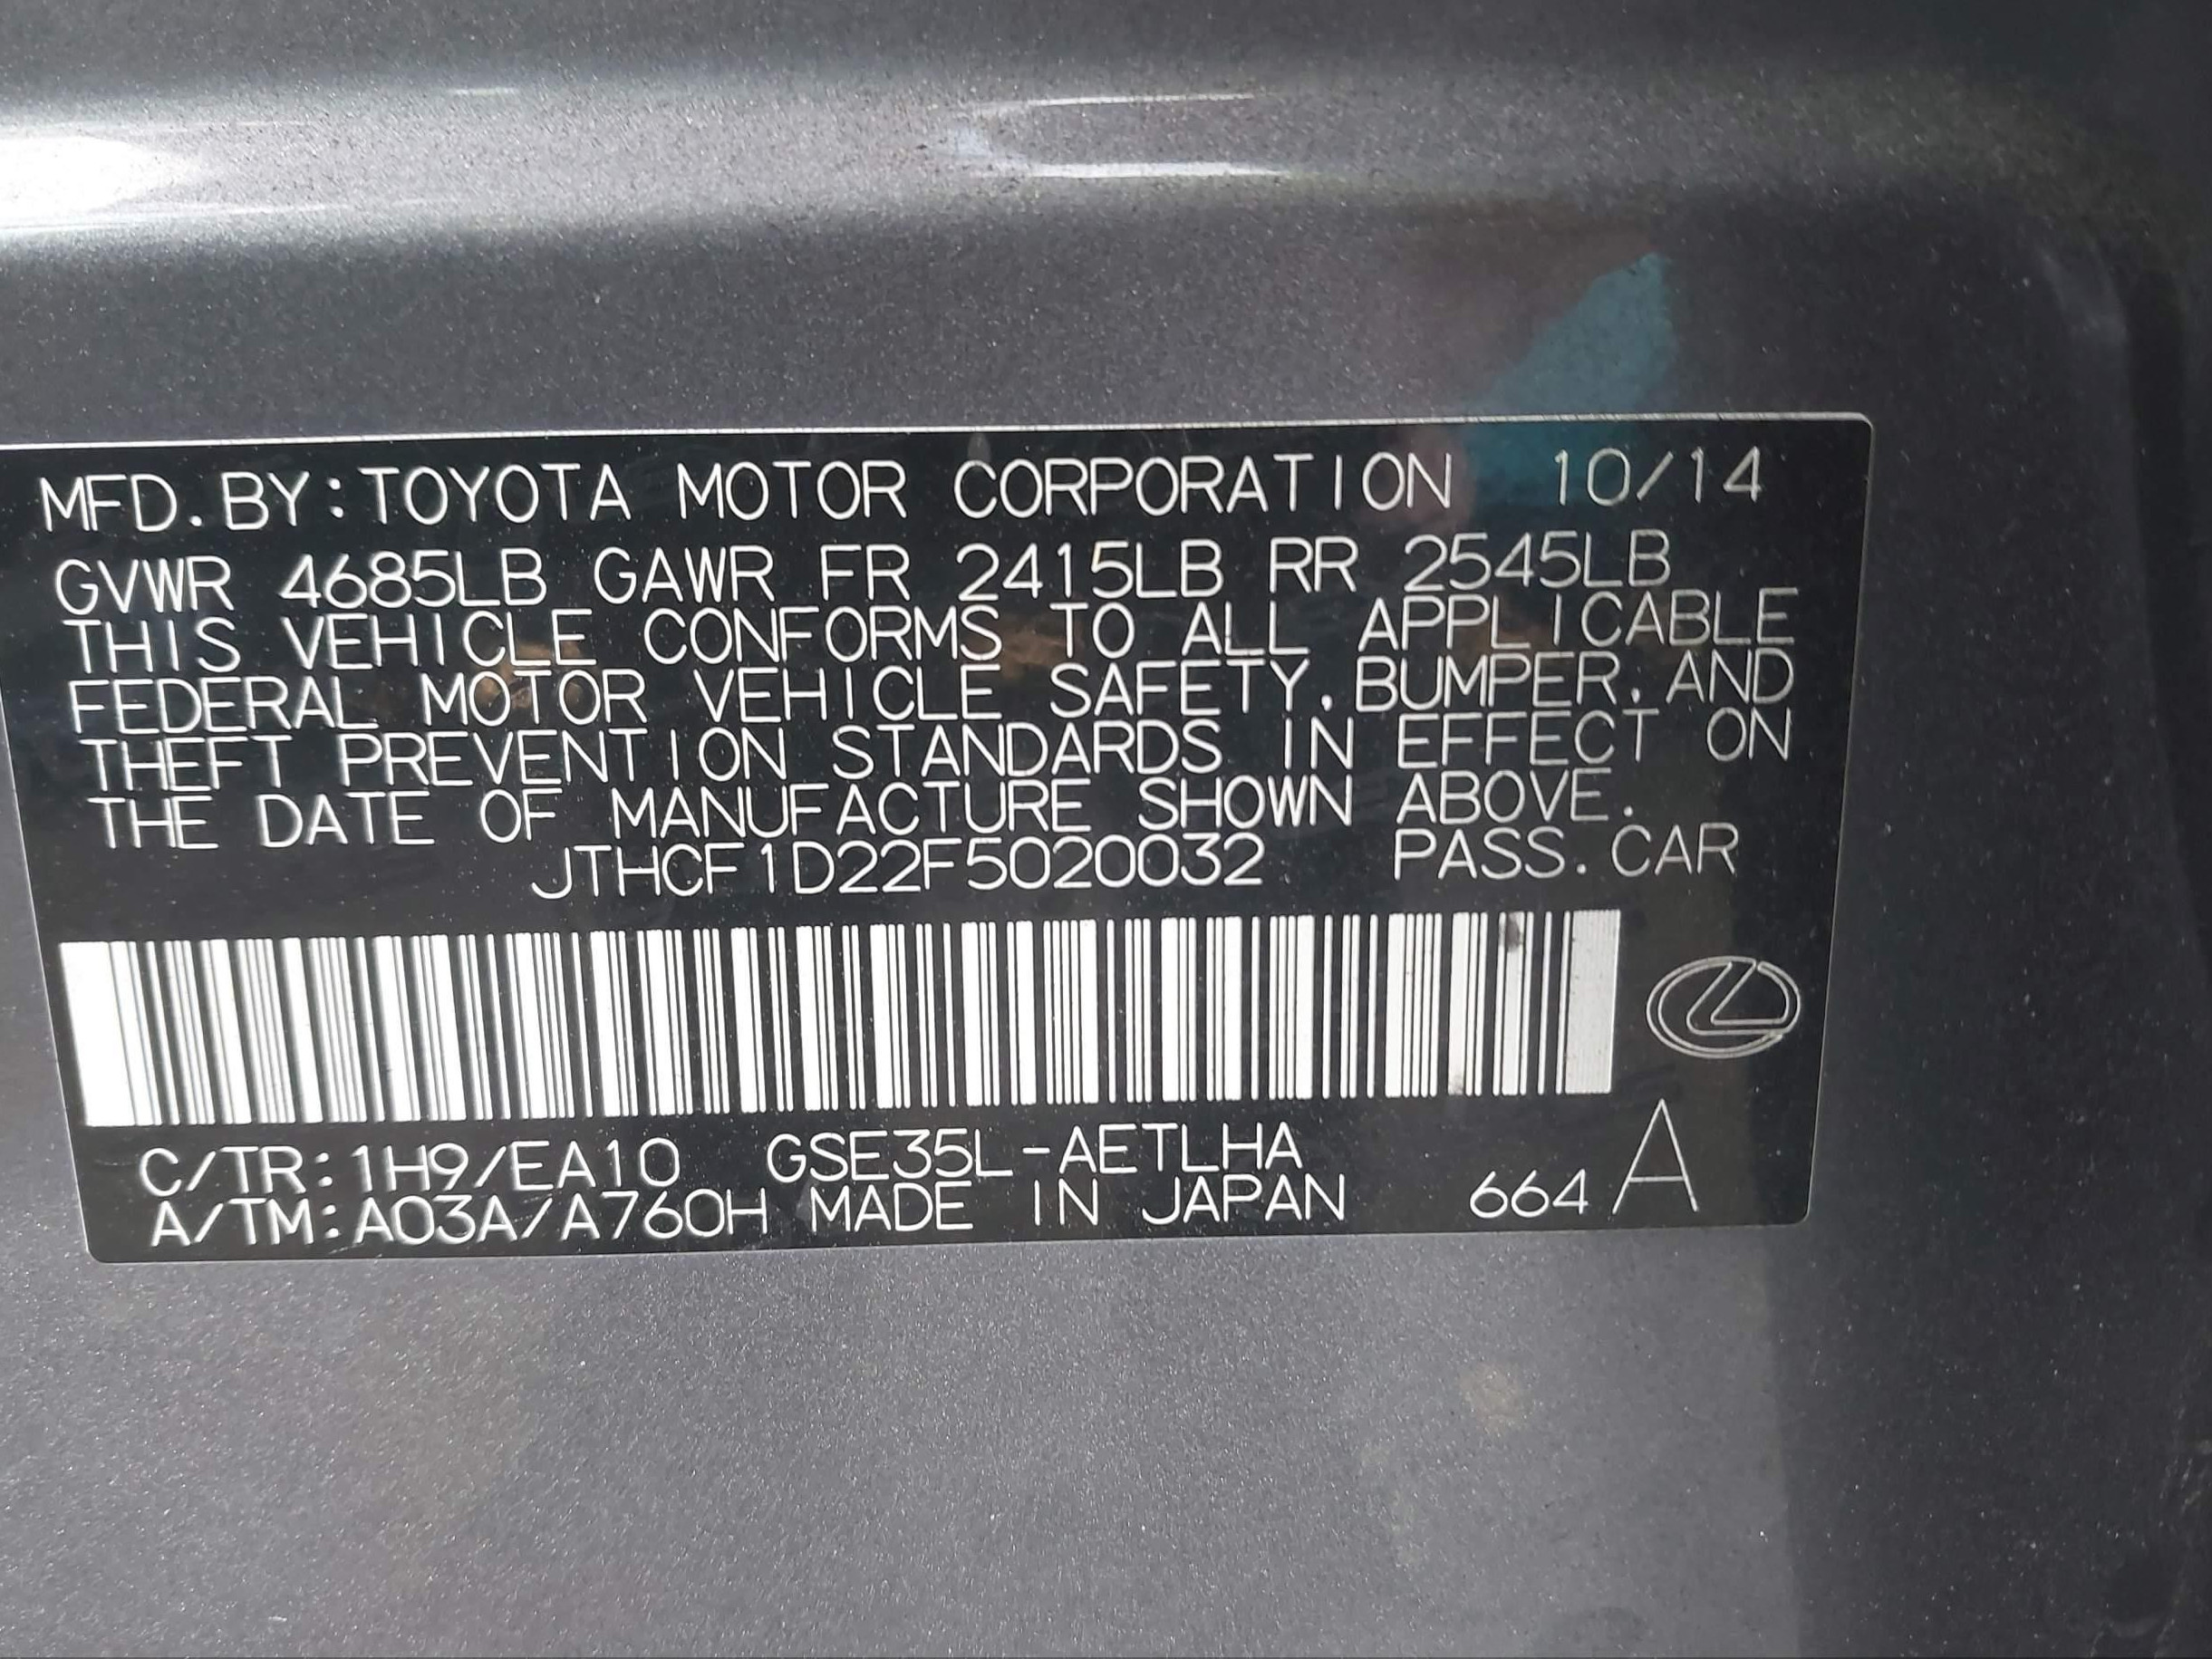 MFD.BY:TOYOTA MOTOR CORPORATION 10/14
GVWR 4685LB GAWR FR 2415LB RR 2545LB
THIS VEHICLE CONFORMS TO ALL APPLICABLE
FEDERAL MOTOR VEHICLE SAFETY,BUMPER,AND
THEFT PREVENTION STANDARDS IN EFFECT ON
THE DATE OF MANUFACTURE SHOWN ABOVE.
JTHCF1D22F5020032 PASS.CAR
C/TR:1H9/EA10 GSE35L-AETLHA
A/TM:A03A/A760H MADE IN JAPAN 664 A